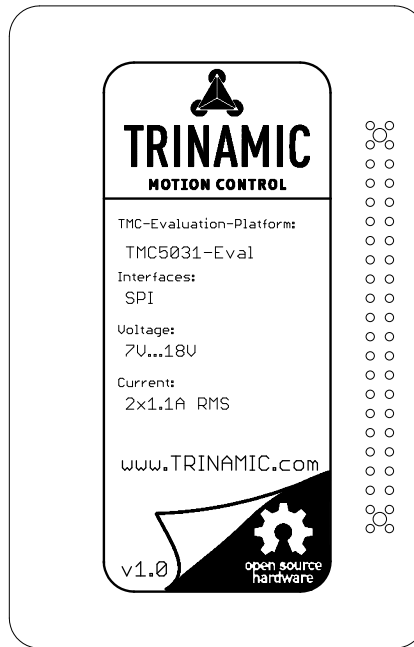 TRINAMIC
MOTION CONTROL
TMC-Evaluation-Platform:
TMC5031-Eval
Interfaces:
SPI
Voltage:
7V...18V
Current:
2x1.1A RMS
www.TRINAMIC.com
v1.0
open source
hardware